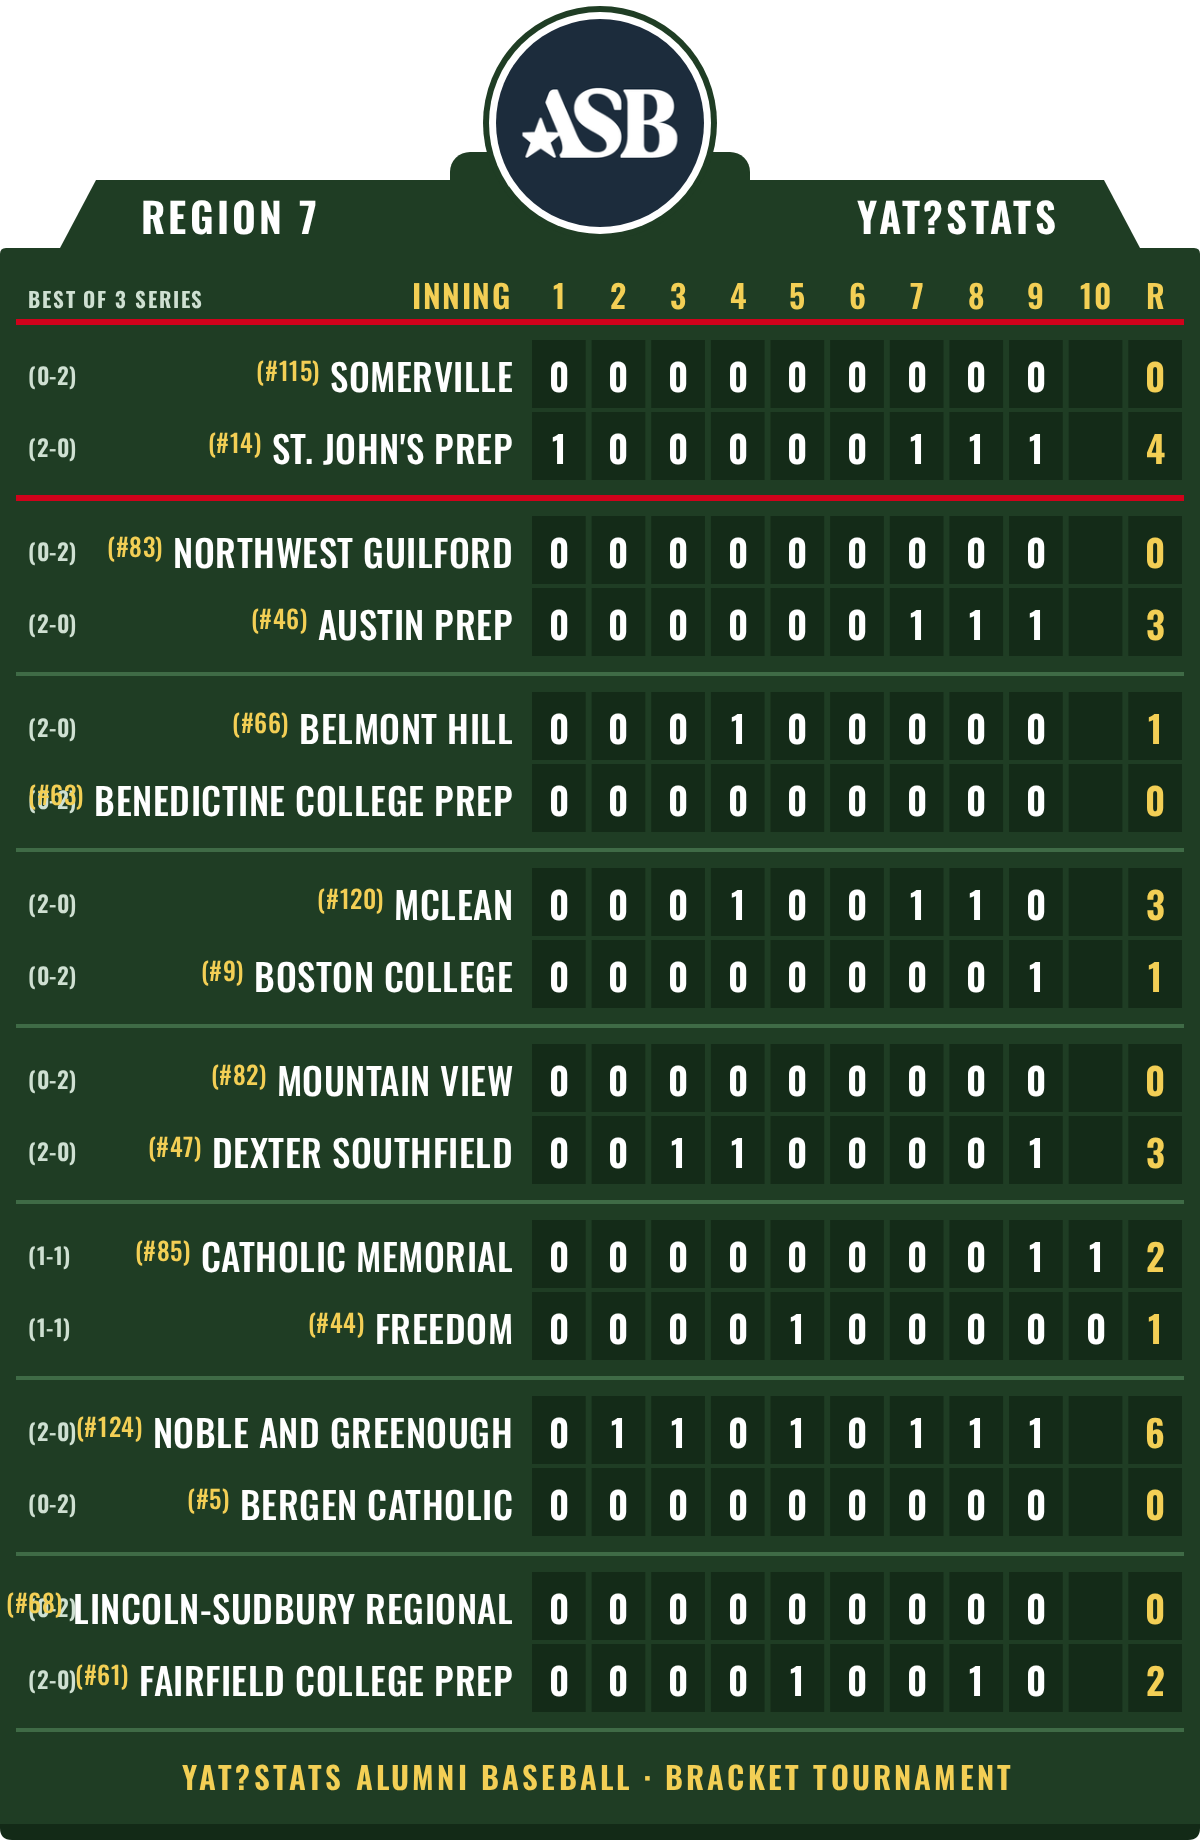 ASB
REGION 7 YAT?STATS
BEST OF 3 SERIES INNING 1 2 3 4 5 6 7 8 9 10 R
(0-2) (#115) SOMERVILLE 0 0 0 0 0 0 0 0 0 0
(2-0) (#14) ST. JOHN'S PREP 1 0 0 0 0 0 1 1 1 4
(0-2) (#83) NORTHWEST GUILFORD 0 0 0 0 0 0 0 0 0 0
(2-0) (#46) AUSTIN PREP 0 0 0 0 0 0 1 1 1 3
(2-0) (#66) BELMONT HILL 0 0 0 1 0 0 0 0 0 1
(0-2) (#63) BENEDICTINE COLLEGE PREP 0 0 0 0 0 0 0 0 0 0
(2-0) (#120) MCLEAN 0 0 0 1 0 0 1 1 0 3
(0-2) (#9) BOSTON COLLEGE 0 0 0 0 0 0 0 0 1 1
(0-2) (#82) MOUNTAIN VIEW 0 0 0 0 0 0 0 0 0 0
(2-0) (#47) DEXTER SOUTHFIELD 0 0 1 1 0 0 0 0 1 3
(1-1) (#85) CATHOLIC MEMORIAL 0 0 0 0 0 0 0 0 1 1 2
(1-1) (#44) FREEDOM 0 0 0 0 1 0 0 0 0 0 1
(2-0) (#124) NOBLE AND GREENOUGH 0 1 1 0 1 0 1 1 1 6
(0-2) (#5) BERGEN CATHOLIC 0 0 0 0 0 0 0 0 0 0
(0-2) (#68) LINCOLN-SUDBURY REGIONAL 0 0 0 0 0 0 0 0 0 0
(2-0) (#61) FAIRFIELD COLLEGE PREP 0 0 0 0 1 0 0 1 0 2
YAT?STATS ALUMNI BASEBALL · BRACKET TOURNAMENT